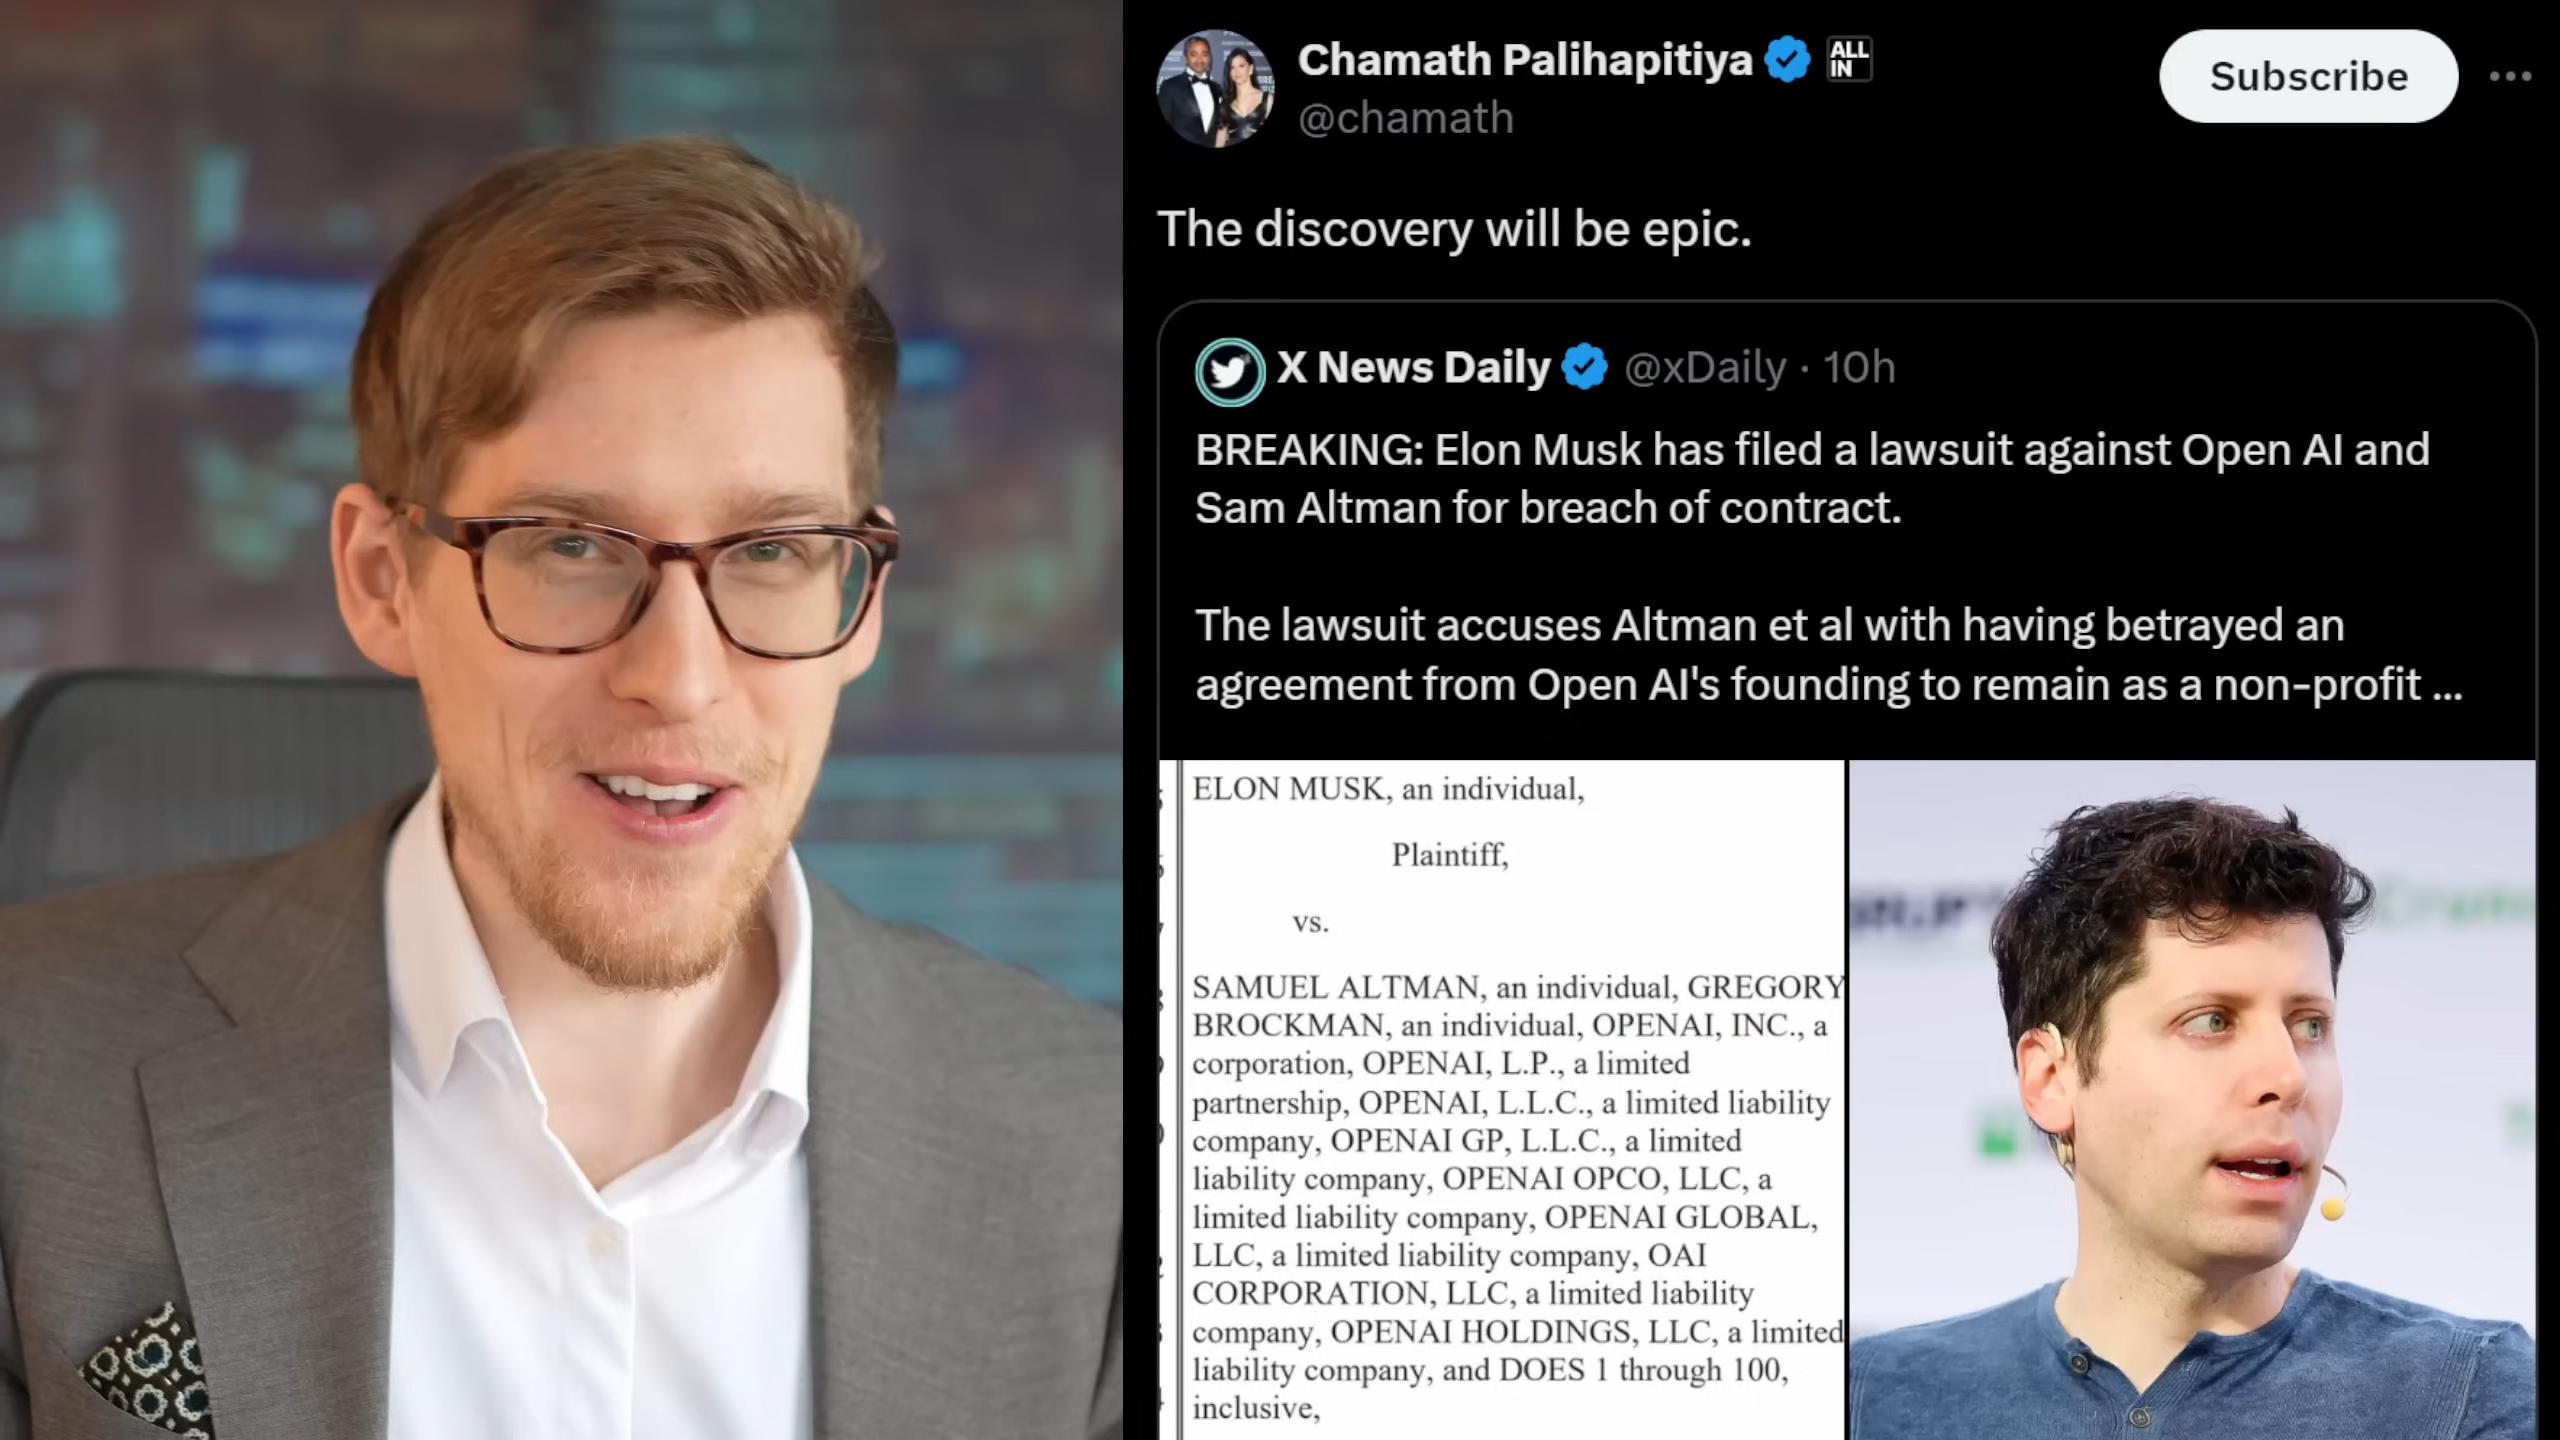 Chamath Palihapitiya
ALL IN
@chamath
Subscribe
The discovery will be epic.
X News Daily @xDaily · 10h
BREAKING: Elon Musk has filed a lawsuit against Open AI and
Sam Altman for breach of contract.
The lawsuit accuses Altman et al with having betrayed an
agreement from Open AI's founding to remain as a non-profit ...
ELON MUSK, an individual,
Plaintiff,
vs.
SAMUEL ALTMAN, an individual, GREGORY
BROCKMAN, an individual, OPENAI, INC., a
corporation, OPENAI, L.P., a limited
partnership, OPENAI, L.L.C., a limited liability
company, OPENAI GP, L.L.C., a limited
liability company, OPENAI OPCO, LLC, a
limited liability company, OPENAI GLOBAL,
LLC, a limited liability company, OAI
CORPORATION, LLC, a limited liability
company, OPENAI HOLDINGS, LLC, a limited
liability company, and DOES 1 through 100,
inclusive,